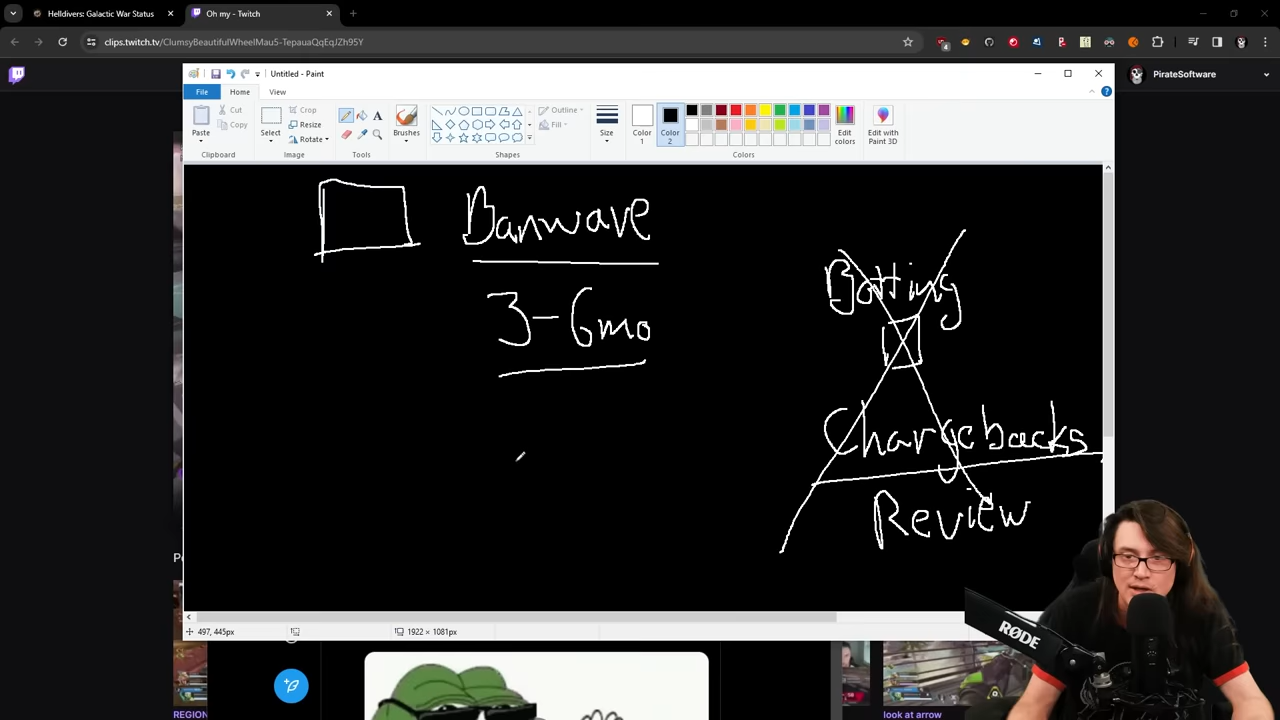 Helldivers: Galactic War Status
Oh my - Twitch
clips.twitch.tv/ClumsyBeautifulWheelMau5-TepauaQqEqJZh95Y
4
PirateSoftware
Untitled - Paint
File
Home
View
Paste
Cut
Copy
Clipboard
Select
Crop
Resize
Rotate
Image
Tools
Brushes
Outline
Fill
Shapes
Size
Color 1
Color 2
Edit colors
Colors
Edit with Paint 3D
Banwave
3-6mo
Botting
Chargebacks
Review
497, 445px
1922 × 1081px
RØDE
REGION
look at arrow